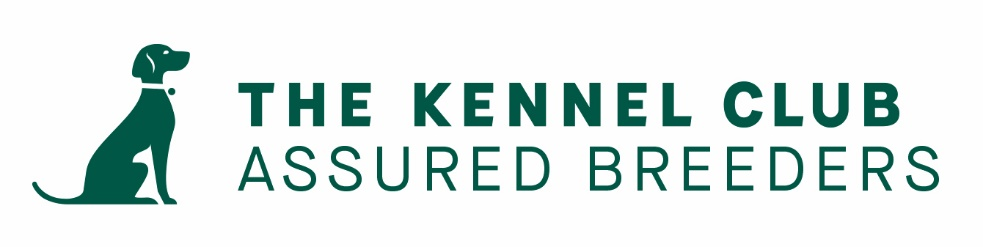 THE KENNEL CLUB
ASSURED BREEDERS